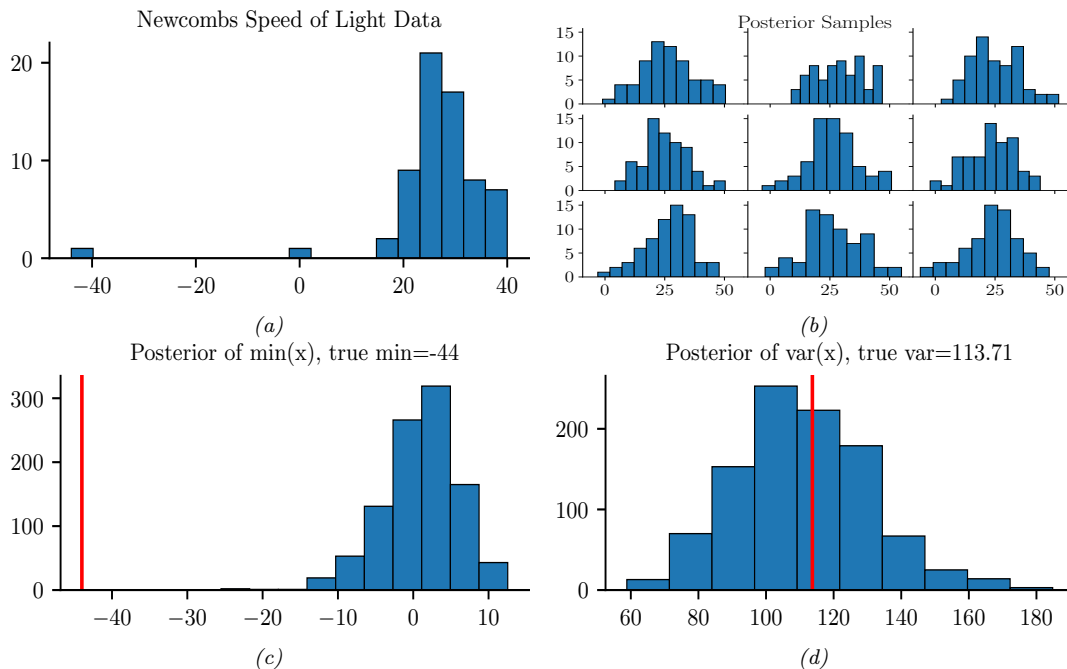 Newcombs Speed of Light Data
20
10
0
−40 −20 0 20 40
(a)
Posterior Samples
15
10
5
0
15
10
5
0
15
10
5
0
0 25 50 0 25 50 0 25 50
(b)
Posterior of min(x), true min=-44
300
200
100
0
−40 −30 −20 −10 0 10
(c)
Posterior of var(x), true var=113.71
200
100
0
60 80 100 120 140 160 180
(d)